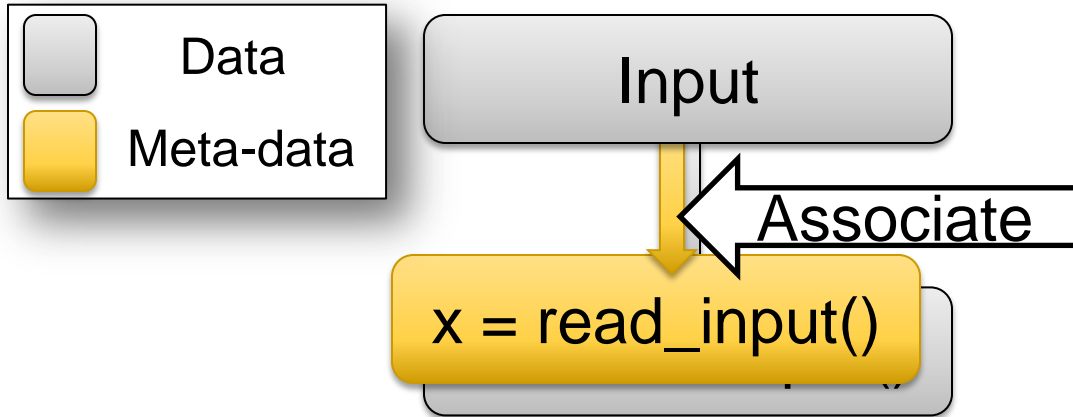 Data
Meta-data
Input
Associate
x = read_input()